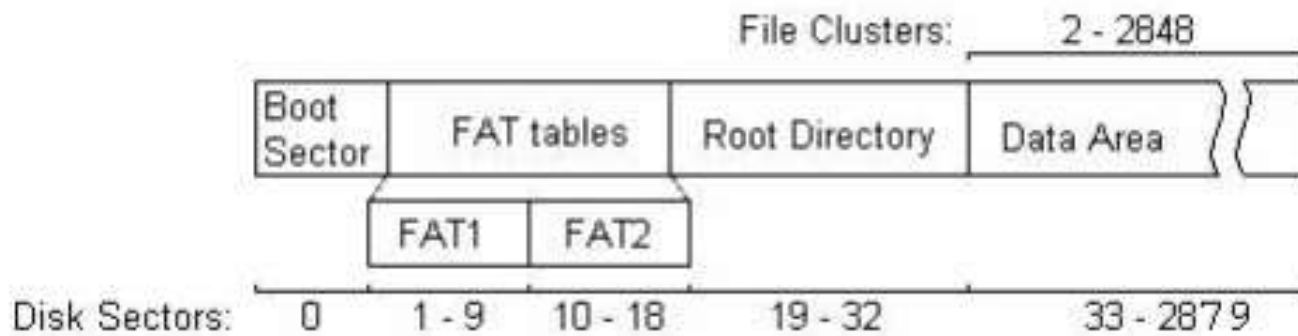 File Clusters: 2 - 2848
Boot Sector
FAT tables
Root Directory
Data Area
FAT1
FAT2
Disk Sectors: 0 1 - 9 10 - 18 19 - 32 33 - 2879